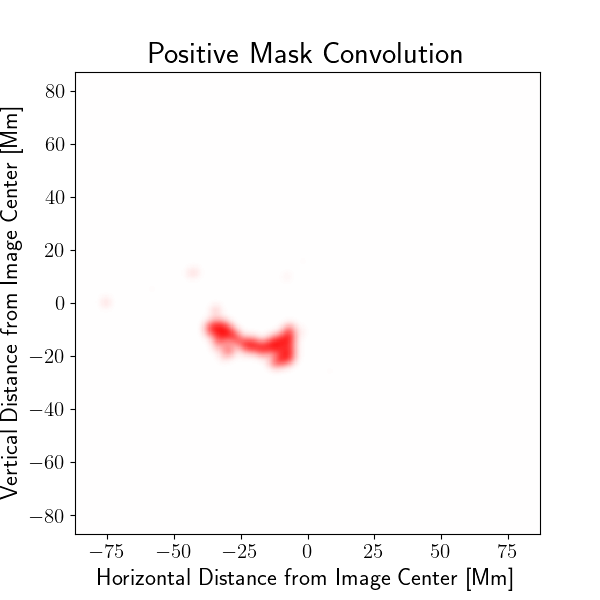 Positive Mask Convolution
Vertical Distance from Image Center [Mm]
80
60
40
20
0
−20
−40
−60
−80
−75 −50 −25 0 25 50 75
Horizontal Distance from Image Center [Mm]